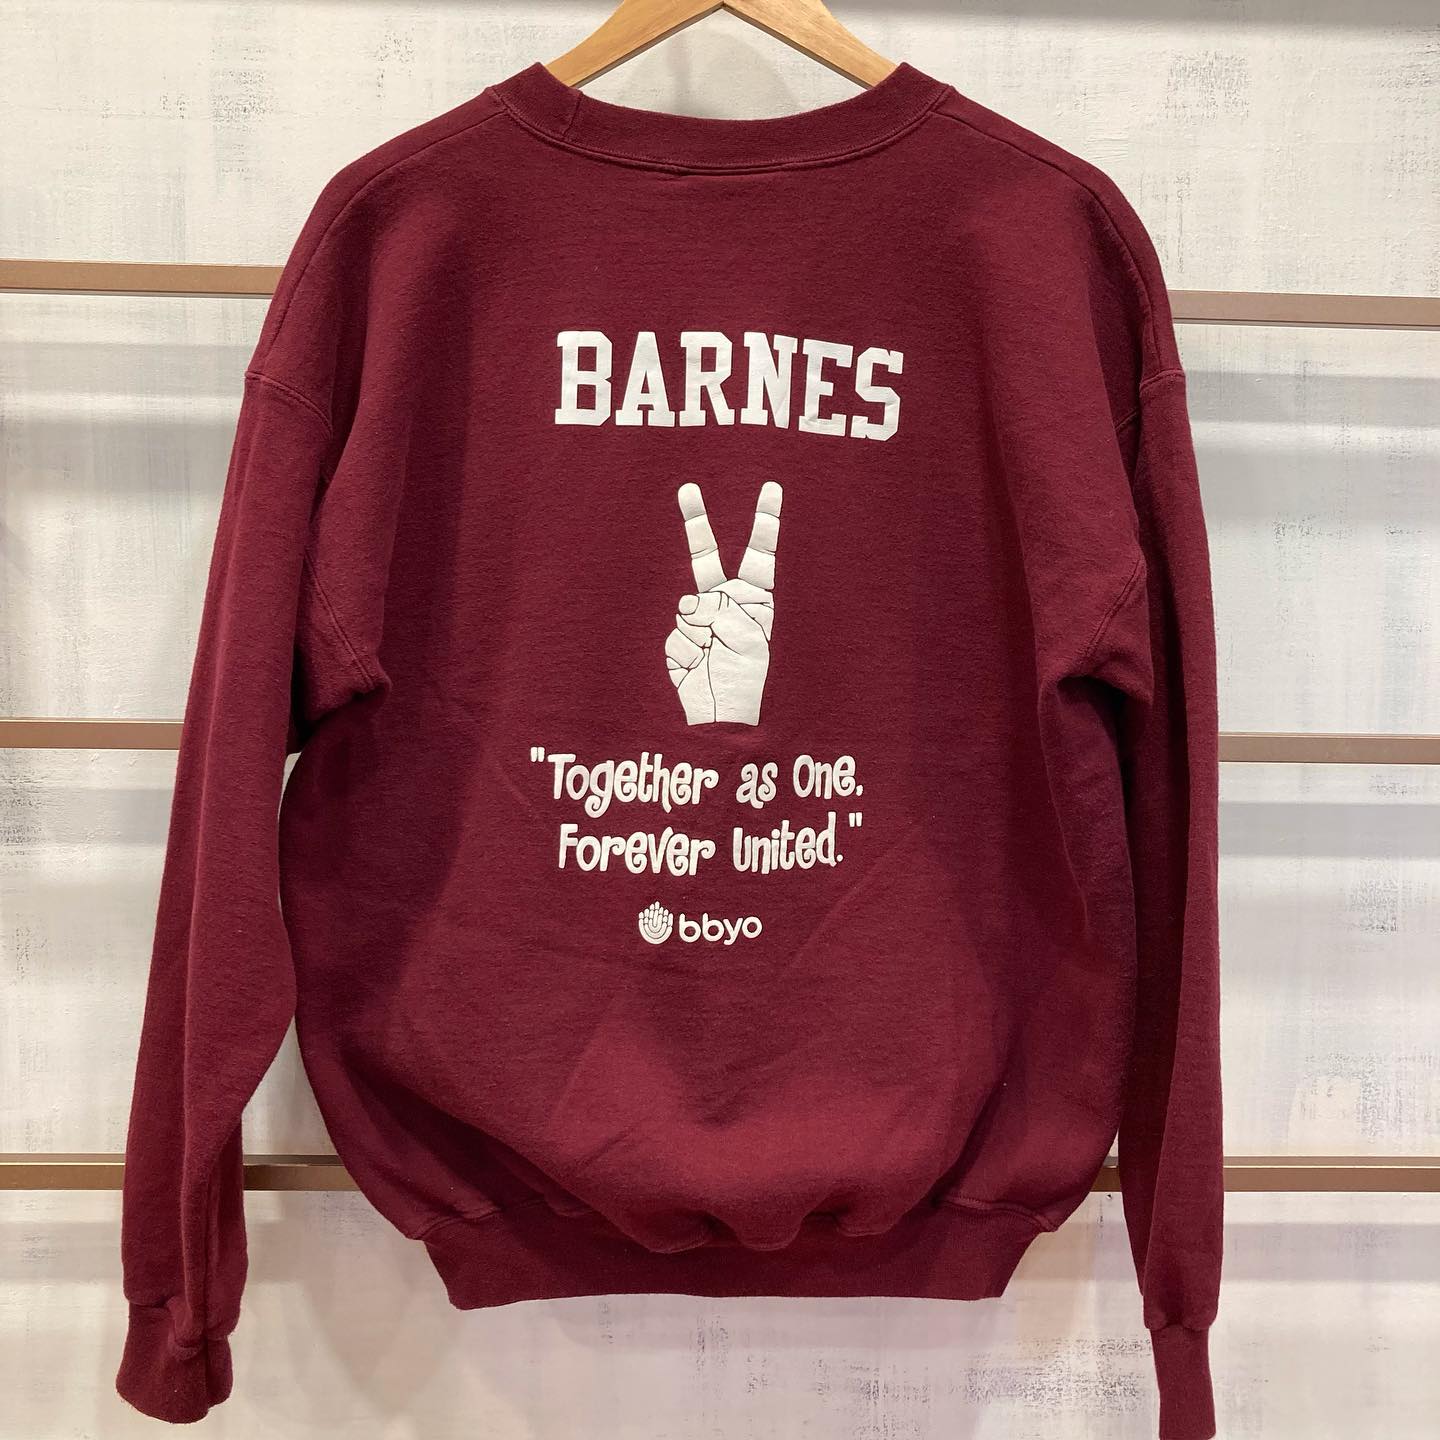 BARNES
"Together as One,
Forever United."
bbyo